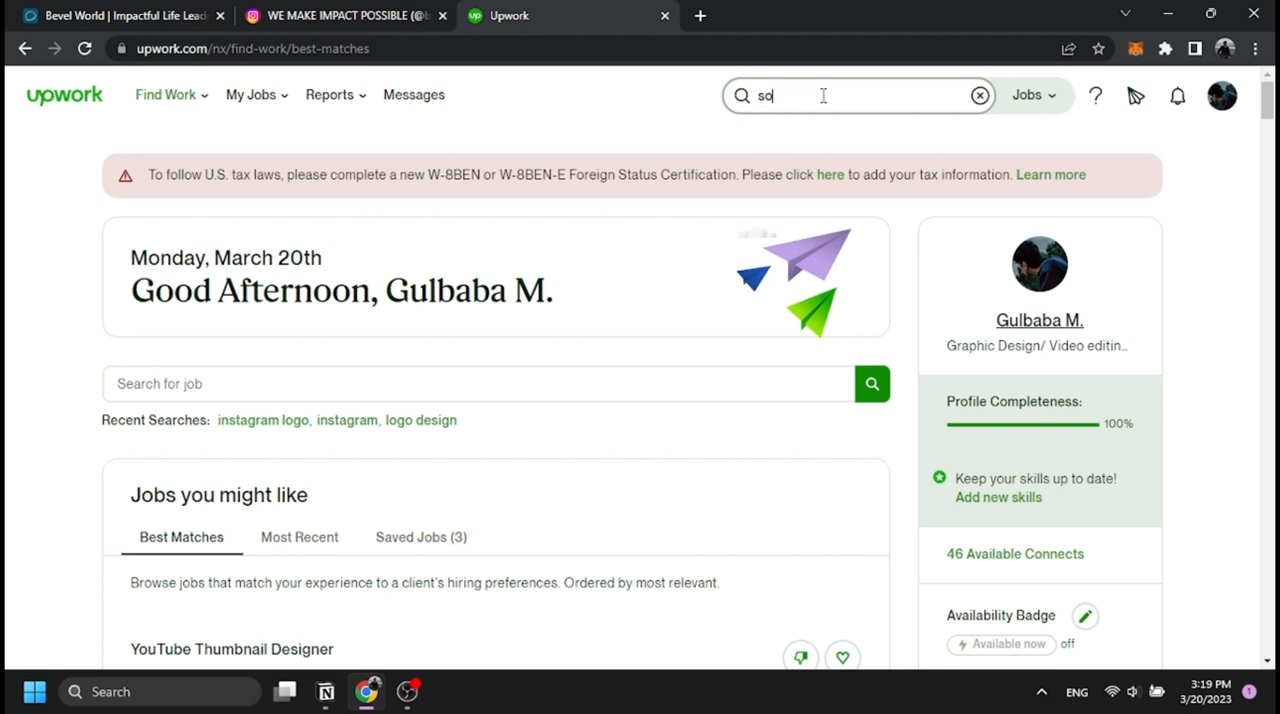 Bevel World | Impactful Life Lead
WE MAKE IMPACT POSSIBLE (@
Upwork
upwork.com/nx/find-work/best-matches
upwork
Find Work
My Jobs
Reports
Messages
so
Jobs
To follow U.S. tax laws, please complete a new W-8BEN or W-8BEN-E Foreign Status Certification. Please click here to add your tax information. Learn more
Monday, March 20th
Good Afternoon, Gulbaba M.
Search for job
Recent Searches: instagram logo, instagram, logo design
Jobs you might like
Best Matches
Most Recent
Saved Jobs (3)
Browse jobs that match your experience to a client's hiring preferences. Ordered by most relevant.
YouTube Thumbnail Designer
Gulbaba M.
Graphic Design/ Video editin...
Profile Completeness:
100%
Keep your skills up to date!
Add new skills
46 Available Connects
Availability Badge
Available now off
Search
ENG
3:19 PM
3/20/2023
1